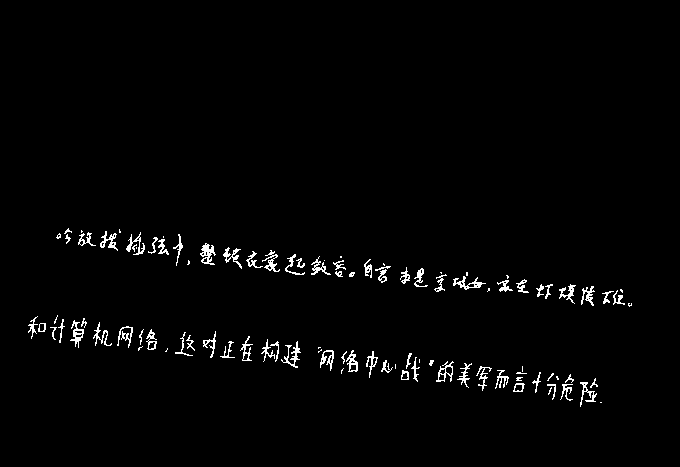 吟放拨插弦中,整顿衣裳起敛容。自言本是京城女,家在虾蟆陵下住。
和计算机网络,这对正在构建“网络中心战”的美军而言十分危险.